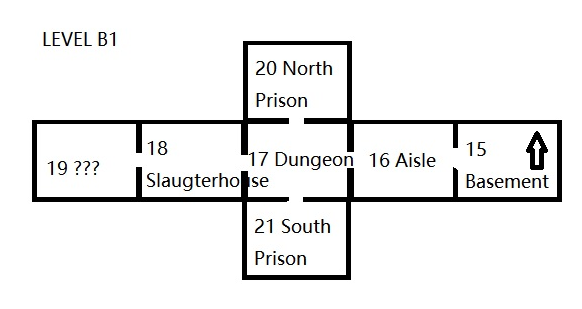 LEVEL B1
20 North
Prison
19 ???
18
Slaugterhouse
17 Dungeon
16 Aisle
15
Basement
21 South
Prison